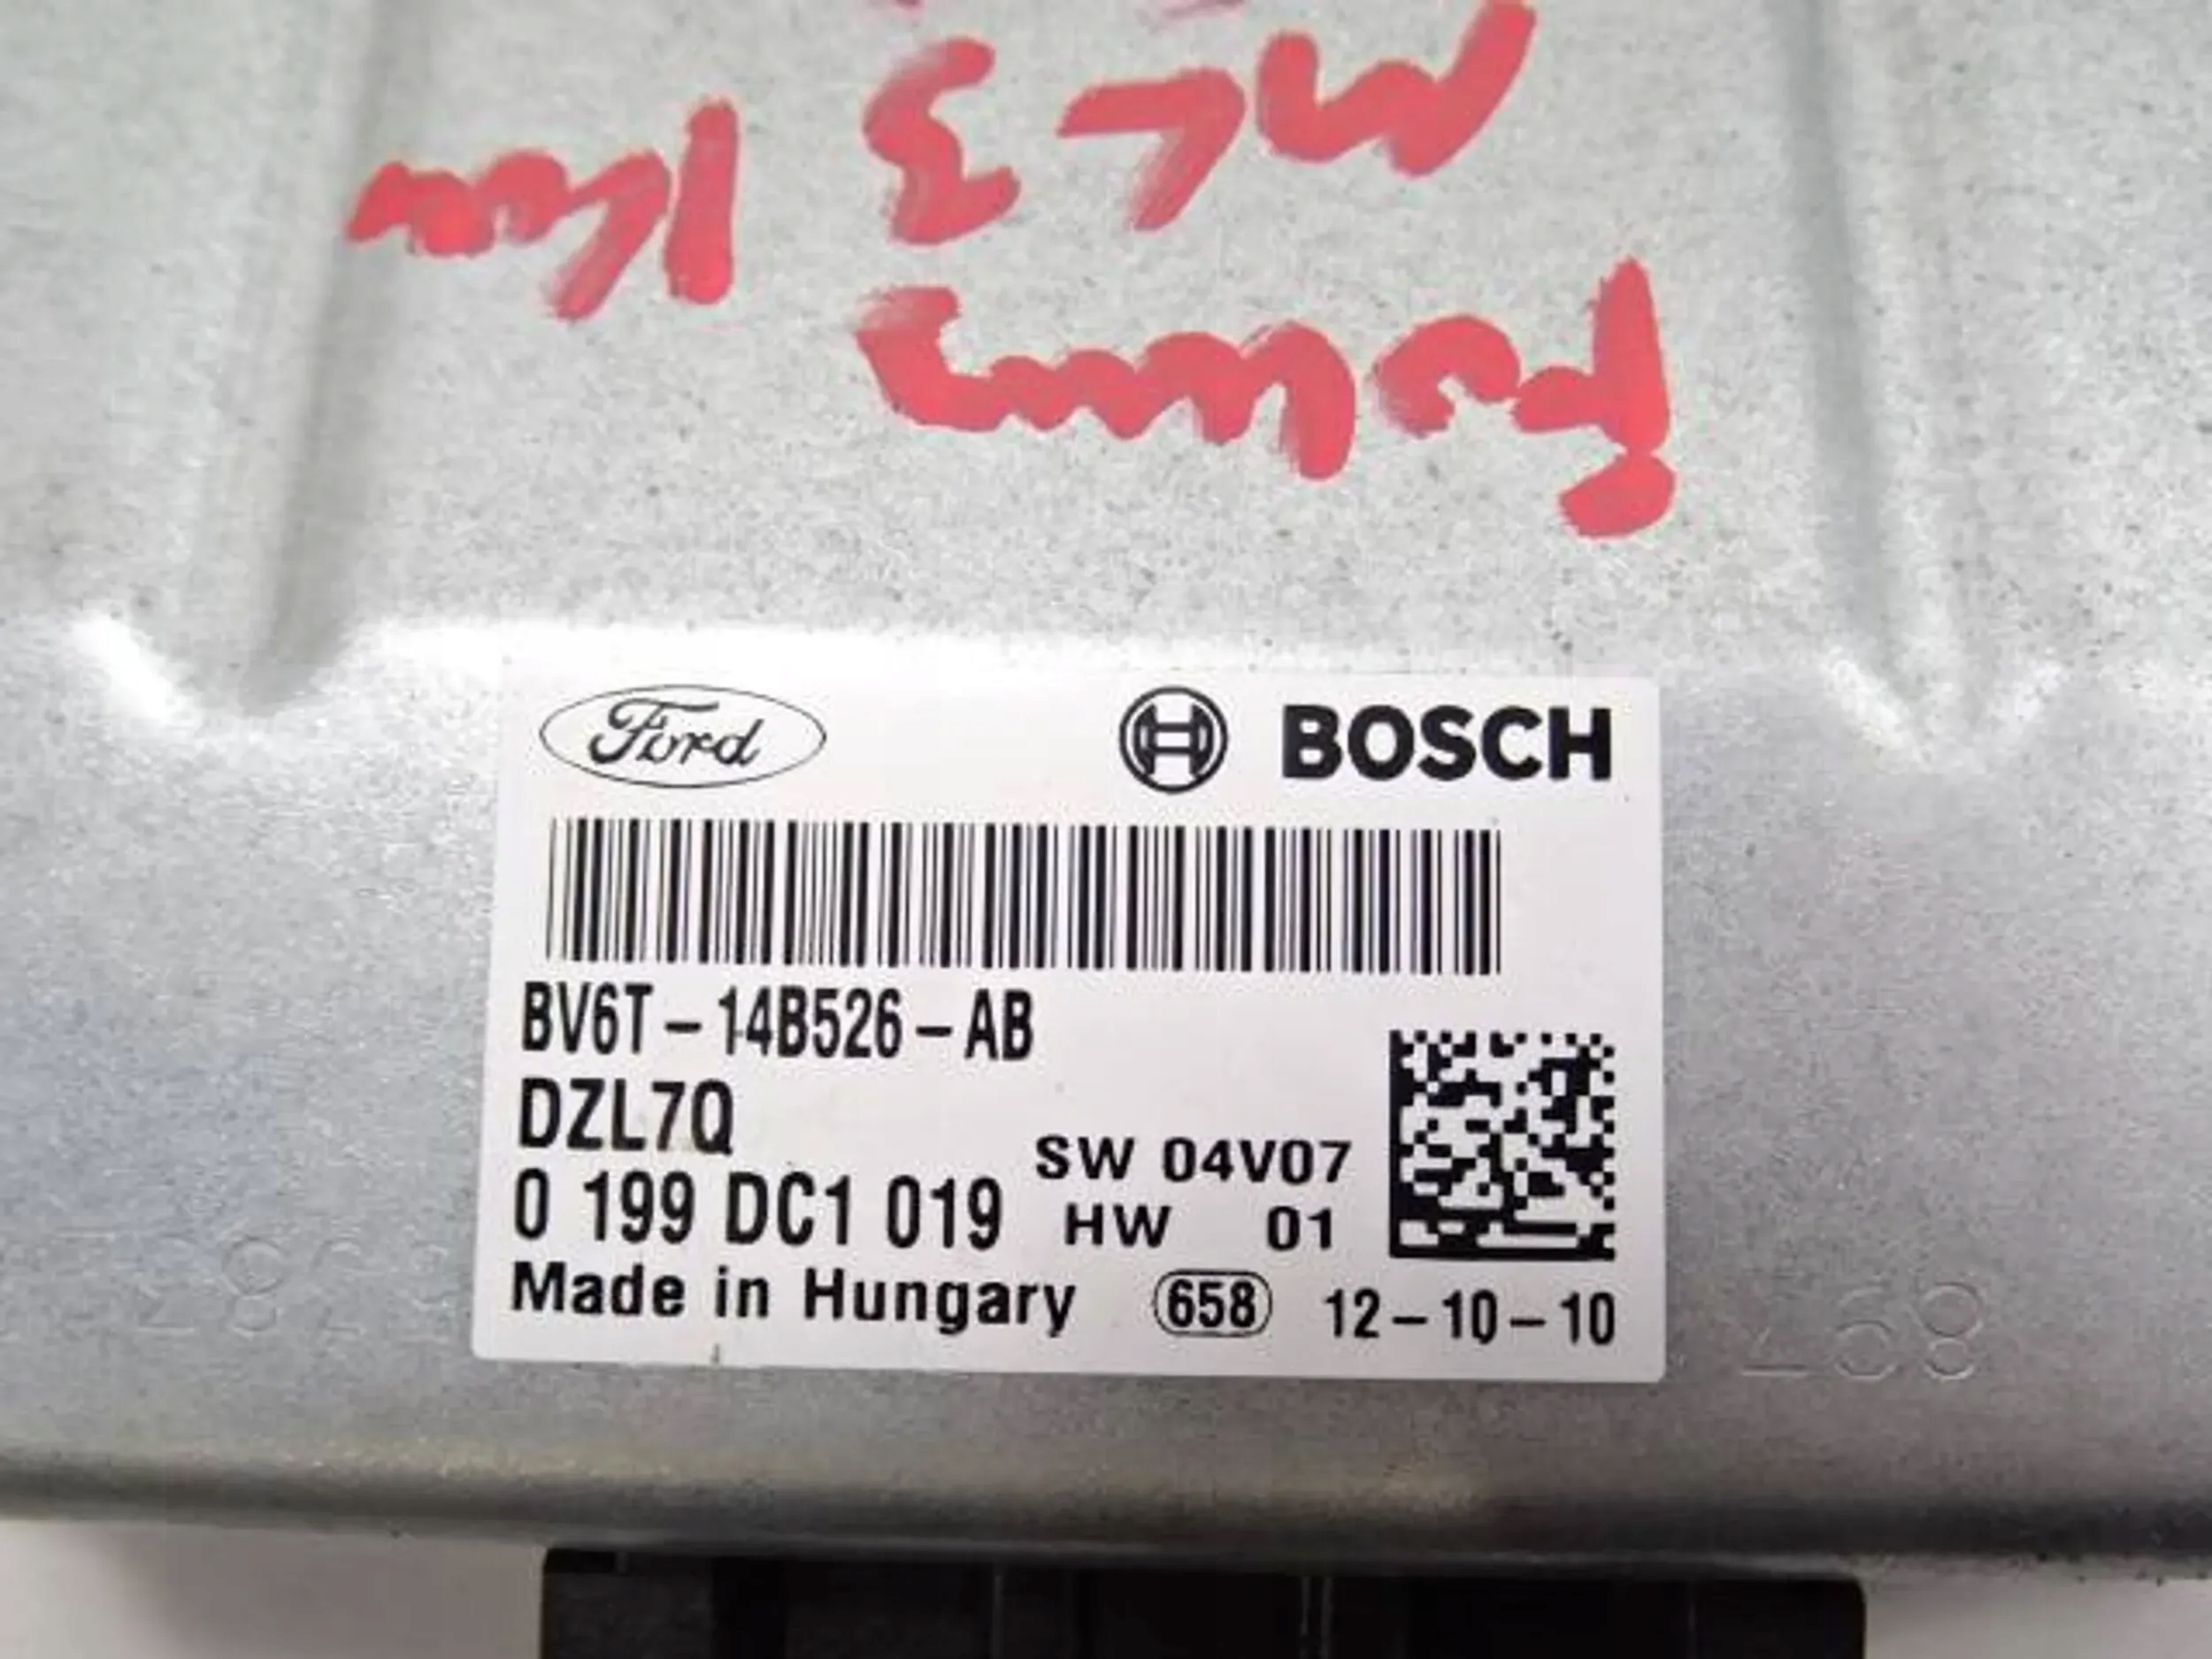 Ford BOSCH
BV6T-14B526-AB
DZL7Q
SW 04V07
0 199 DC1 019 HW 01
Made in Hungary 658 12-10-10